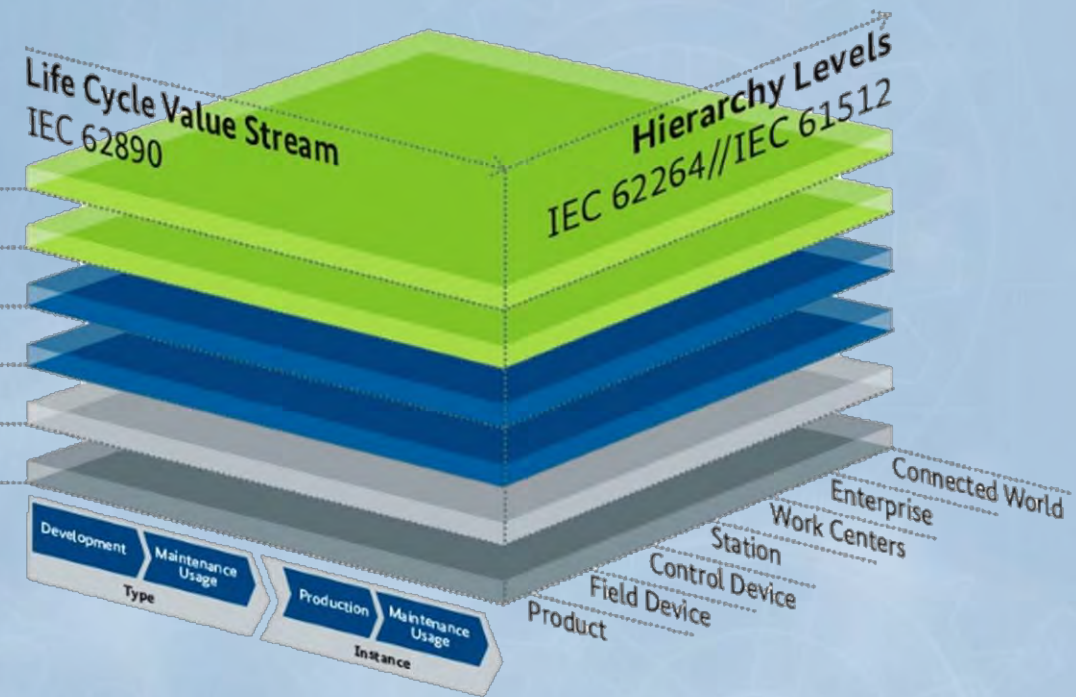 Life Cycle Value Stream
IEC 62890
Hierarchy Levels
IEC 62264//IEC 61512
Connected World
Enterprise
Work Centers
Station
Control Device
Field Device
Product
Development
Maintenance
Usage
Type
Production
Maintenance
Usage
Instance